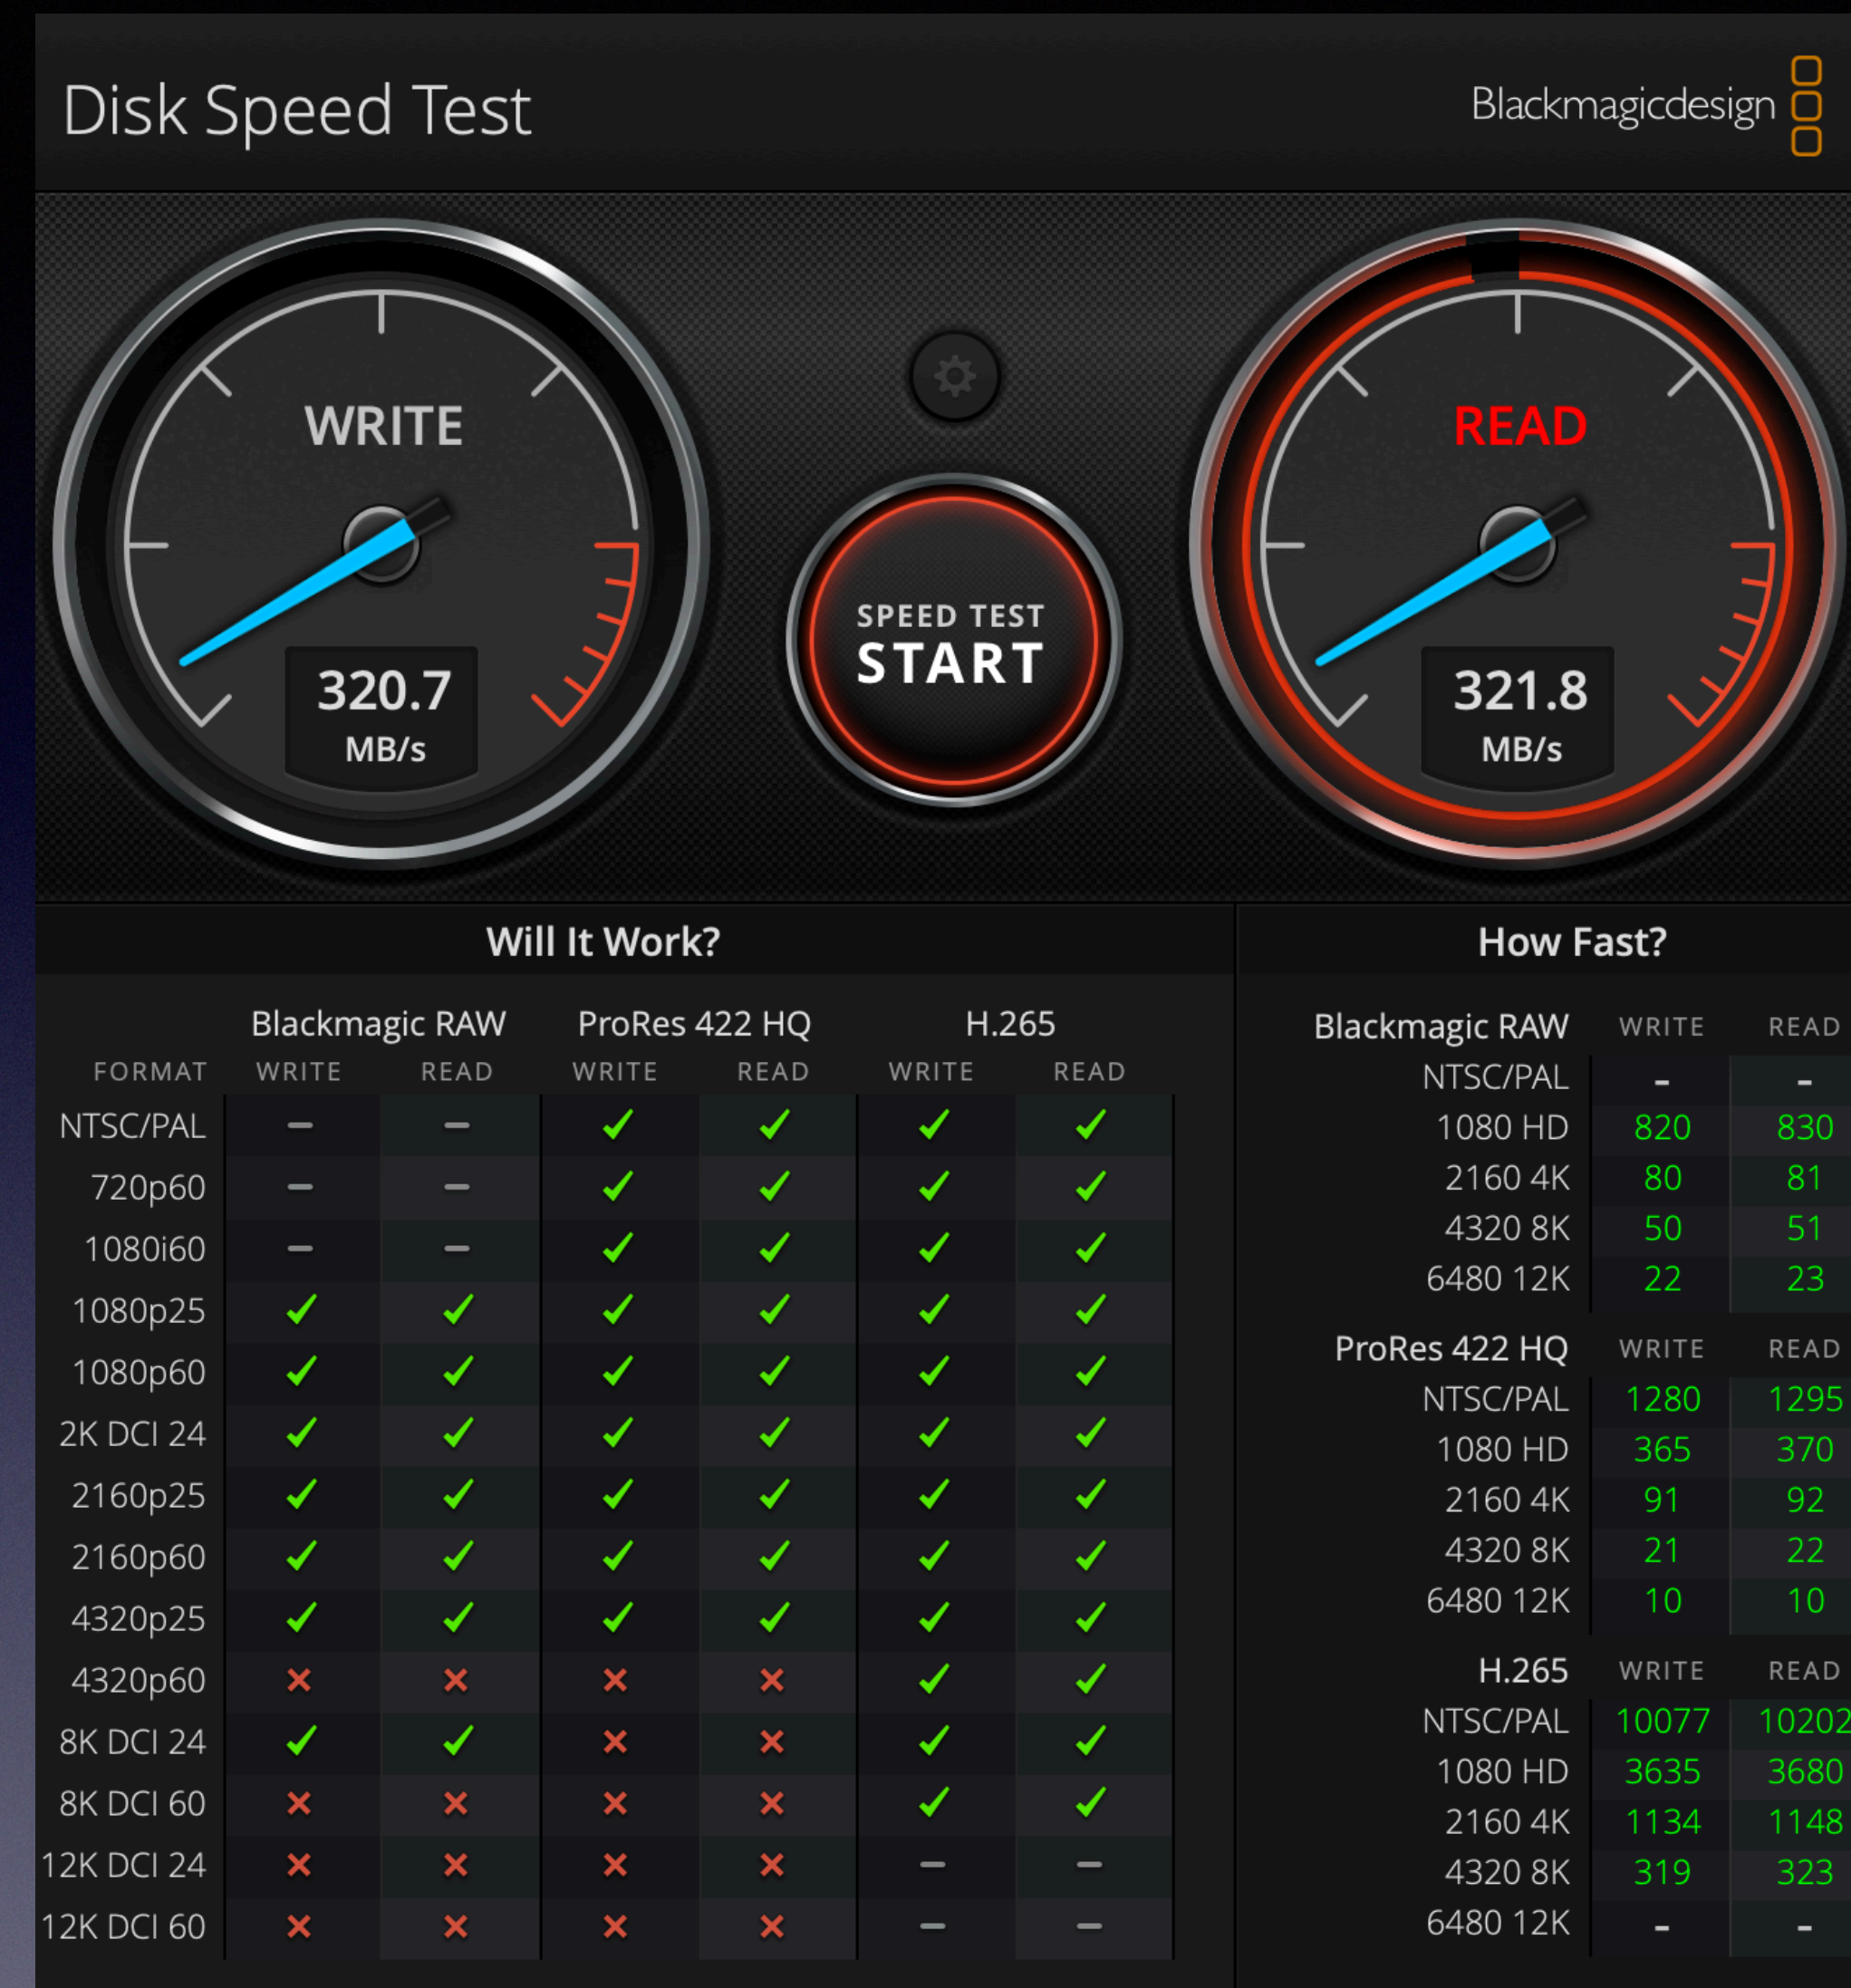 Disk Speed Test
Blackmagicdesign
WRITE
320.7
MB/s
SPEED TEST
START
READ
321.8
MB/s
Will It Work?
Blackmagic RAW ProRes 422 HQ H.265
FORMAT WRITE READ WRITE READ WRITE READ
NTSC/PAL – – ✓ ✓ ✓ ✓
720p60 – – ✓ ✓ ✓ ✓
1080i60 – – ✓ ✓ ✓ ✓
1080p25 ✓ ✓ ✓ ✓ ✓ ✓
1080p60 ✓ ✓ ✓ ✓ ✓ ✓
2K DCI 24 ✓ ✓ ✓ ✓ ✓ ✓
2160p25 ✓ ✓ ✓ ✓ ✓ ✓
2160p60 ✓ ✓ ✓ ✓ ✓ ✓
4320p25 ✓ ✓ ✓ ✓ ✓ ✓
4320p60 ✕ ✕ ✕ ✕ ✓ ✓
8K DCI 24 ✓ ✓ ✕ ✕ ✓ ✓
8K DCI 60 ✕ ✕ ✕ ✕ ✓ ✓
12K DCI 24 ✕ ✕ ✕ ✕ – –
12K DCI 60 ✕ ✕ ✕ ✕ – –
How Fast?
Blackmagic RAW WRITE READ
NTSC/PAL - -
1080 HD 820 830
2160 4K 80 81
4320 8K 50 51
6480 12K 22 23
ProRes 422 HQ WRITE READ
NTSC/PAL 1280 1295
1080 HD 365 370
2160 4K 91 92
4320 8K 21 22
6480 12K 10 10
H.265 WRITE READ
NTSC/PAL 10077 10202
1080 HD 3635 3680
2160 4K 1134 1148
4320 8K 319 323
6480 12K - -